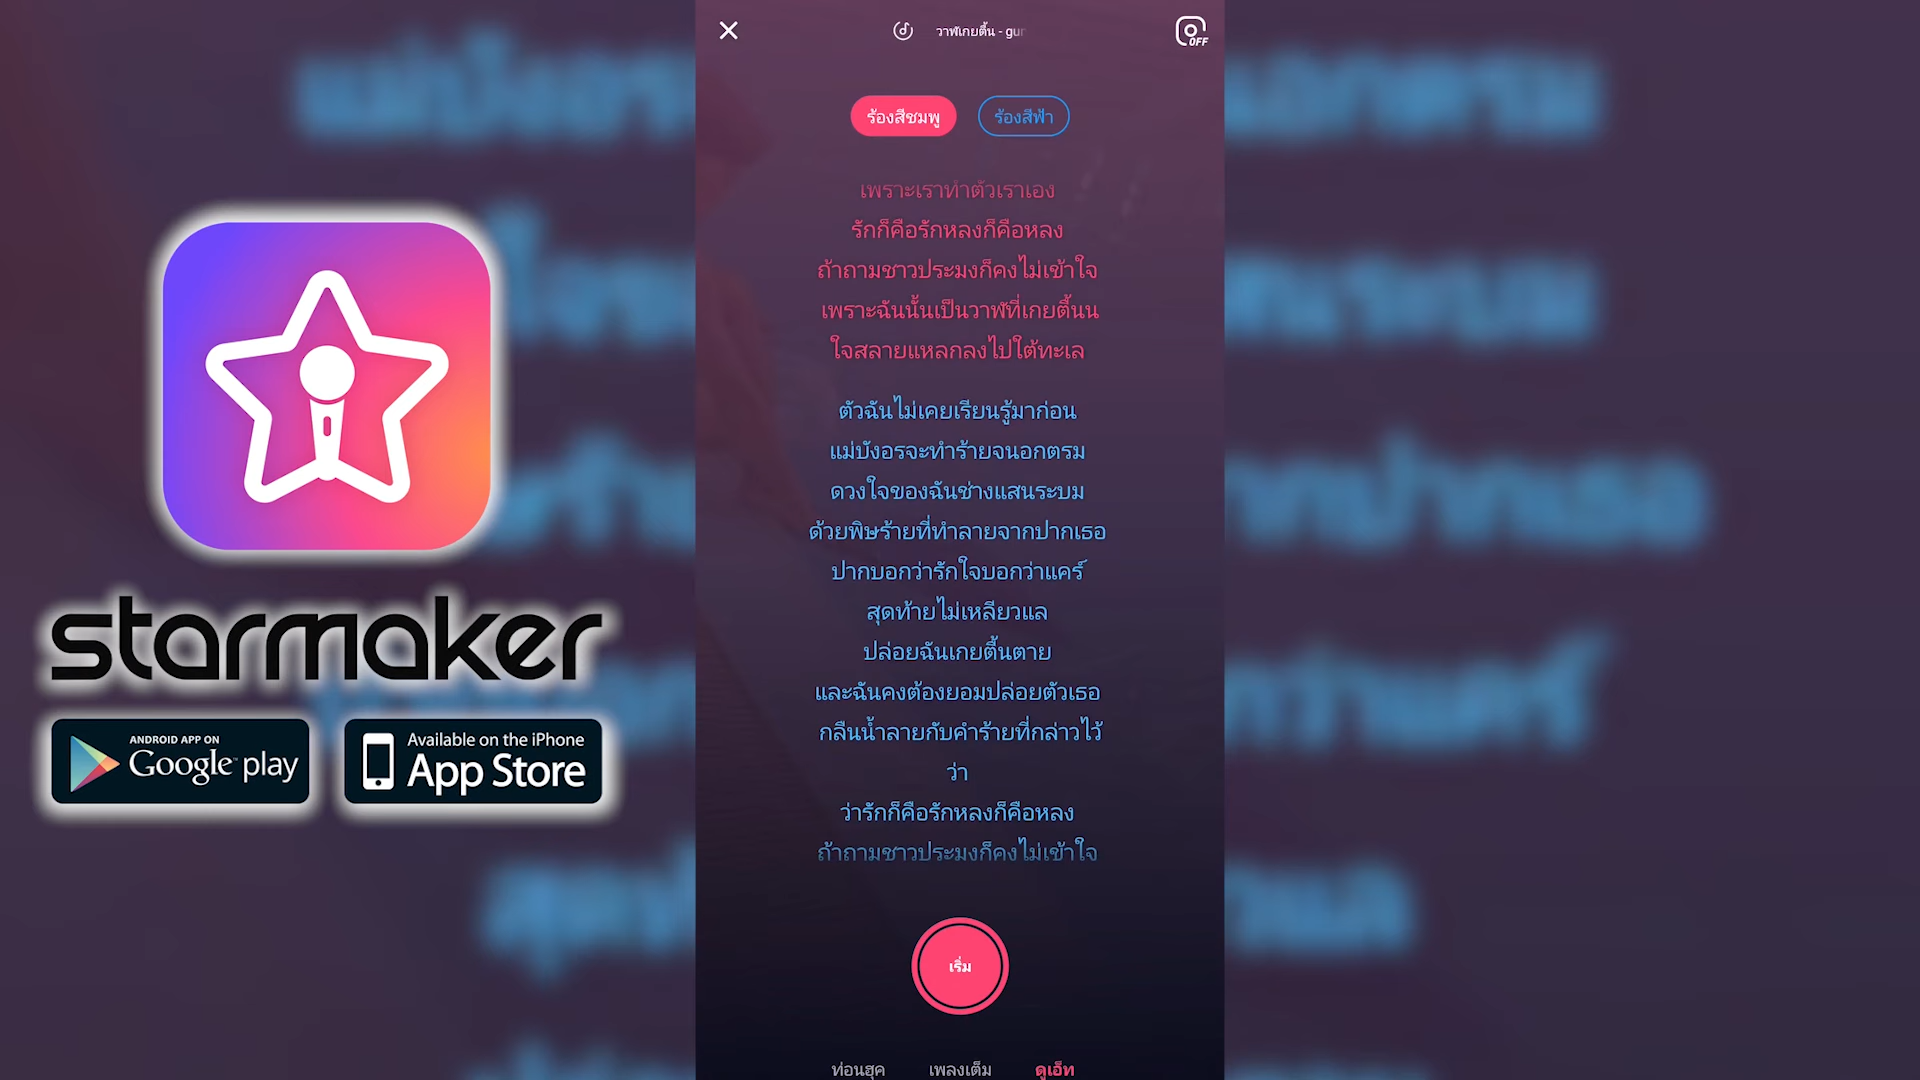 วาฬเกยตื้น - gun
OFF
ร้องสีชมพู
ร้องสีฟ้า
เพราะเราทำตัวเราเอง
รักก็คือรักหลงก็คือหลง
ถ้าถามชาวประมงก็คงไม่เข้าใจ
เพราะฉันนั้นเป็นวาฬที่เกยตื้นน
ใจสลายแหลกลงไปใต้ทะเล
ตัวฉันไม่เคยเรียนรู้มาก่อน
แม่บังอรจะทำร้ายจนอกตรม
ดวงใจของฉันช่างแสนระบม
ด้วยพิษร้ายที่ทำลายจากปากเธอ
ปากบอกว่ารักใจบอกว่าแคร์
สุดท้ายไม่เหลียวแล
ปล่อยฉันเกยตื้นตาย
และฉันคงต้องยอมปล่อยตัวเธอ
กลืนน้ำลายกับคำร้ายที่กล่าวไว้
ว่า
ว่ารักก็คือรักหลงก็คือหลง
ถ้าถามชาวประมงก็คงไม่เข้าใจ
เริ่ม
ท่อนฮุค
เพลงเต็ม
ดูเอ็ท
starmaker
ANDROID APP ON
Google play
Available on the iPhone
App Store